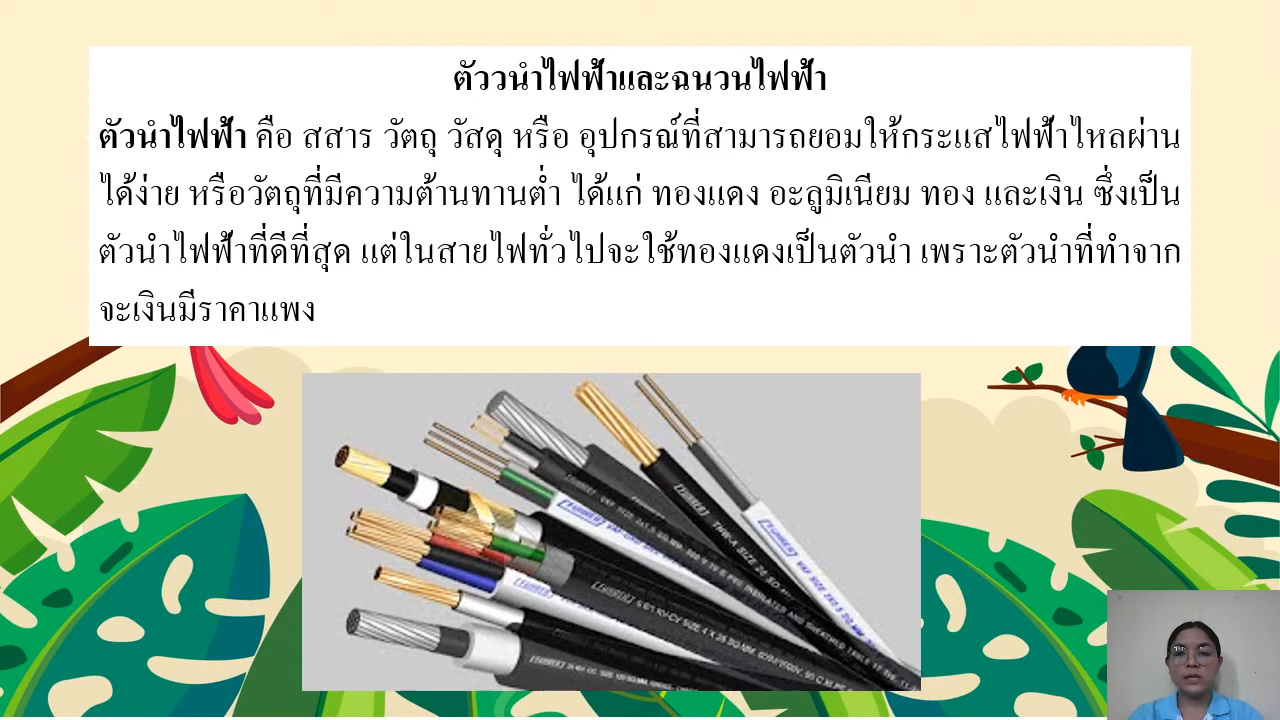 ตัววนำไฟฟ้าและฉนวนไฟฟ้า
ตัวนำไฟฟ้า คือ สสาร วัตถุ วัสดุ หรือ อุปกรณ์ที่สามารถยอมให้กระแสไฟฟ้าไหลผ่าน
ได้ง่าย หรือวัตถุที่มีความต้านทานต่ำ ได้แก่ ทองแดง อะลูมิเนียม ทอง และเงิน ซึ่งเป็น
ตัวนำไฟฟ้าที่ดีที่สุด แต่ในสายไฟทั่วไปจะใช้ทองแดงเป็นตัวนำ เพราะตัวนำที่ทำจาก
จะเงินมีราคาแพง